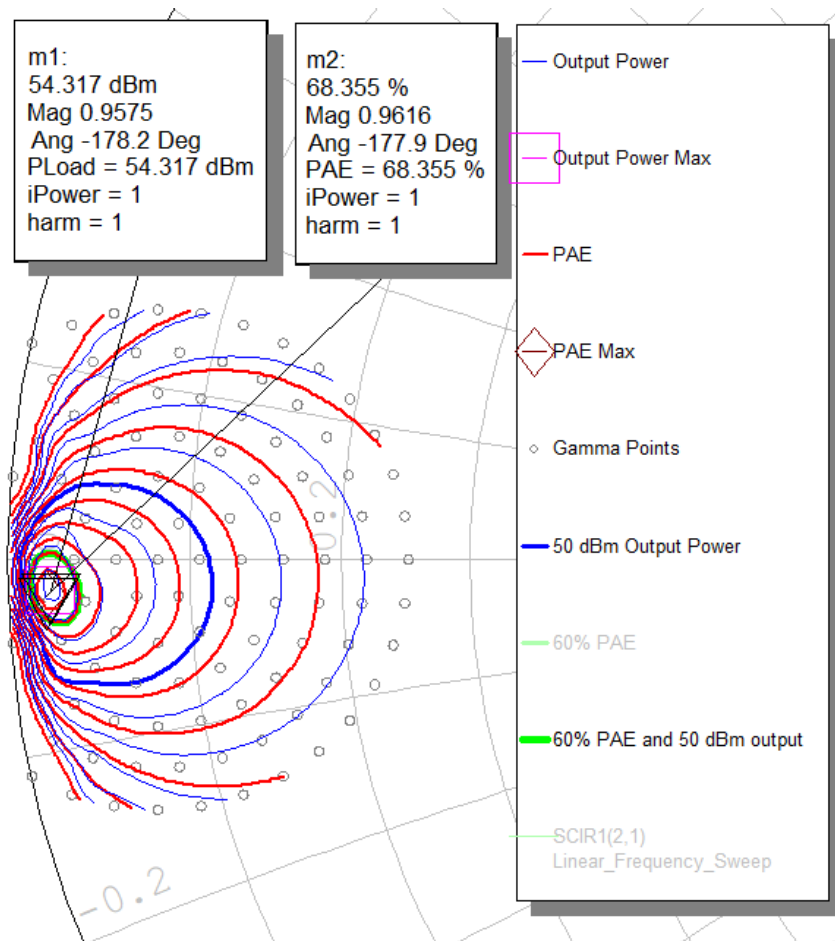 m1:
54.317 dBm
Mag 0.9575
Ang -178.2 Deg
PLoad = 54.317 dBm
iPower = 1
harm = 1
m2:
68.355 %
Mag 0.9616
Ang -177.9 Deg
PAE = 68.355 %
iPower = 1
harm = 1
Output Power
Output Power Max
PAE
PAE Max
Gamma Points
50 dBm Output Power
60% PAE
60% PAE and 50 dBm output
SCIR1(2,1)
Linear_Frequency_Sweep
0.2
-0.2